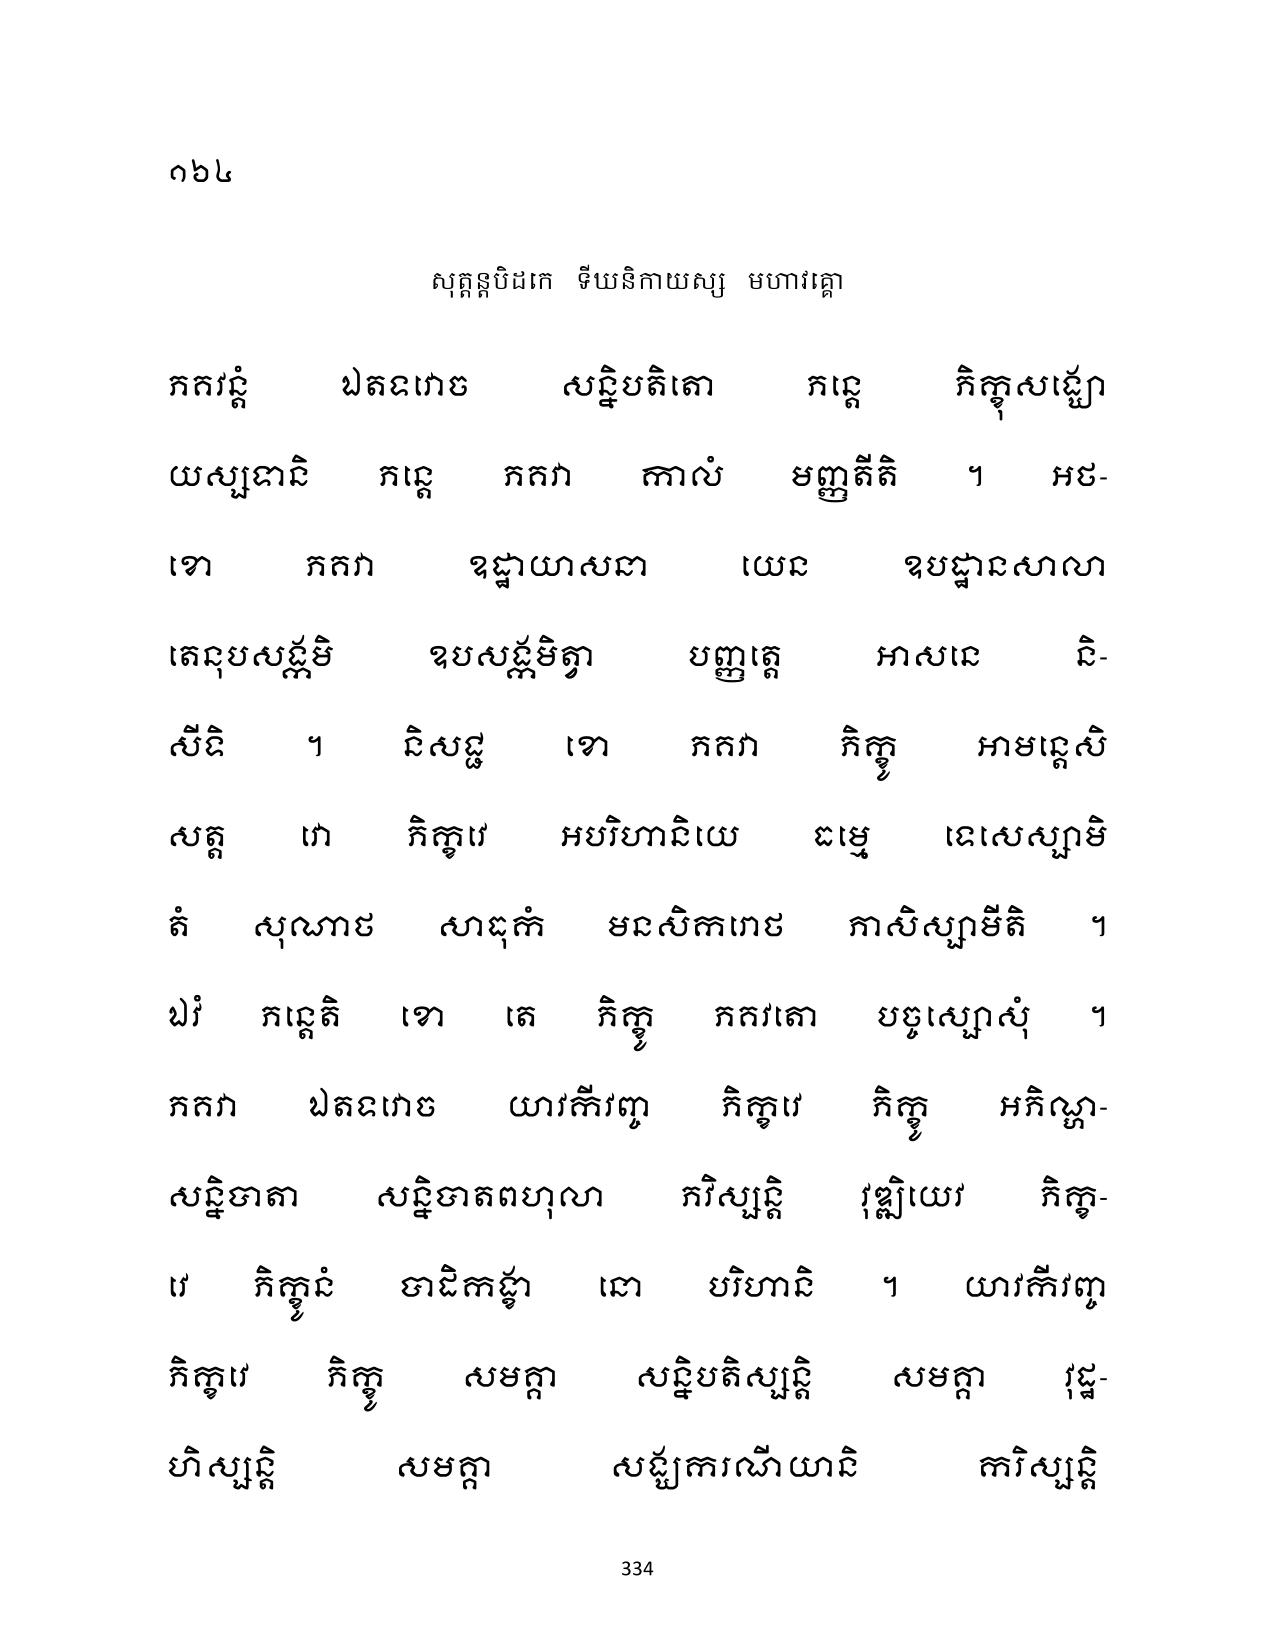 ១៦៤
សុត្តន្តបិដកេ ទីឃនិកាយស្ស មហាវគ្គោ
ភគវន្តំ ឯតទវោច សន្និបតិតោ ភន្តេ ភិក្ខុសង្ឃោ
យស្សទានិ ភន្តេ ភគវា កាលំ មញ្ញតីតិ ។ អថ-
ខោ ភគវា ឧដ្ឋាយាសនា យេន ឧបដ្ឋានសាលា
តេនុបសង្កមិ ឧបសង្កមិត្វា បញ្ញត្តេ អាសនេ និ-
សីទិ ។ និសជ្ជ ខោ ភគវា ភិក្ខូ អាមន្តេសិ
សត្ត វោ ភិក្ខវេ អបរិហានិយេ ធម្មេ ទេសេស្សាមិ
តំ សុណាថ សាធុកំ មនសិករោថ ភាសិស្សាមីតិ ។
ឯវំ ភន្តេតិ ខោ តេ ភិក្ខូ ភគវតោ បច្ចស្សោសុំ ។
ភគវា ឯតទវោច យាវកីវញ្ច ភិក្ខវេ ភិក្ខូ អភិណ្ហ-
សន្និបាតា សន្និបាតពហុលា ភវិស្សន្តិ វុឌ្ឍិយេវ ភិក្ខ-
វេ ភិក្ខូនំ បាដិកង្ខា នោ បរិហានិ ។ យាវកីវញ្ច
ភិក្ខវេ ភិក្ខូ សមគ្គា សន្និបតិស្សន្តិ សមគ្គា វុដ្ឋ-
ហិស្សន្តិ សមគ្គា សង្ឃករណីយានិ ករិស្សន្តិ
334